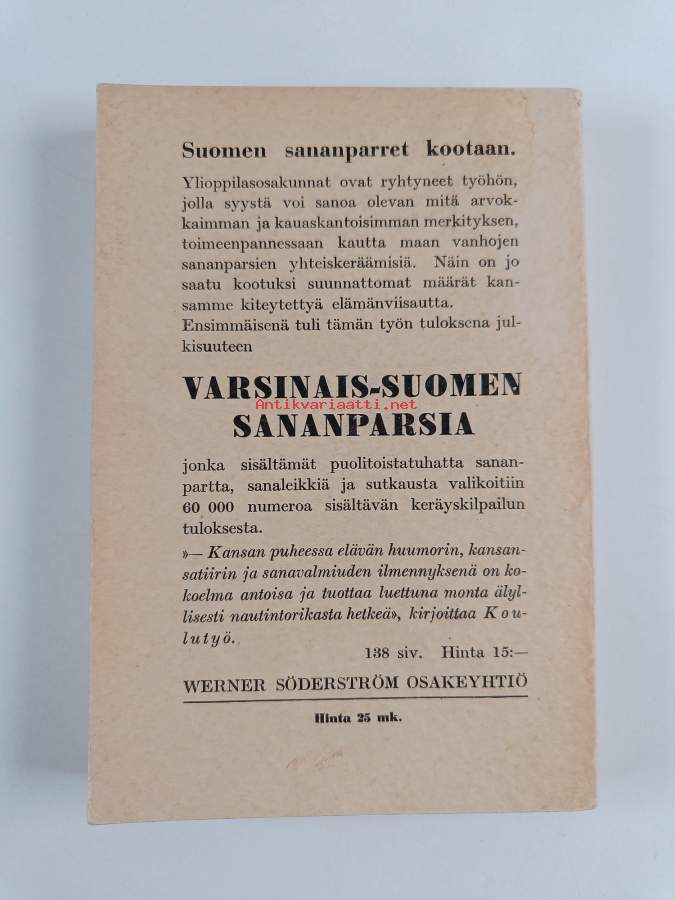 Suomen sananparret kootaan.
Ylioppilasosakunnat ovat ryhtyneet työhön,
jolla syystä voi sanoa olevan mitä arvok-
kaimman ja kauaskantoisimman merkityksen,
toimeenpannessaan kautta maan vanhojen
sananparsien yhteiskeräämisiä. Näin on jo
saatu kootuksi suunnattomat määrät kan-
samme kiteytettyä elämänviisautta.
Ensimmäisenä tuli tämän työn tuloksena jul-
kisuuteen
VARSINAIS-SUOMEN
Antikvariaatti.net
SANANPARSIA
jonka sisältämät puolitoistatuhatta sanan-
partta, sanaleikkiä ja sutkausta valikoitiin
60 000 numeroa sisältävän keräyskilpailun
tuloksesta.
»— Kansan puheessa elävän huumorin, kansan-
satiirin ja sanavalmiuden ilmennyksenä on ko-
koelma antoisa ja tuottaa luettuna monta älyl-
lisesti nautintorikasta hetkeä», kirjoittaa Kou-
lutyö.
138 siv. Hinta 15:—
WERNER SÖDERSTRÖM OSAKEYHTIÖ
Hinta 25 mk.